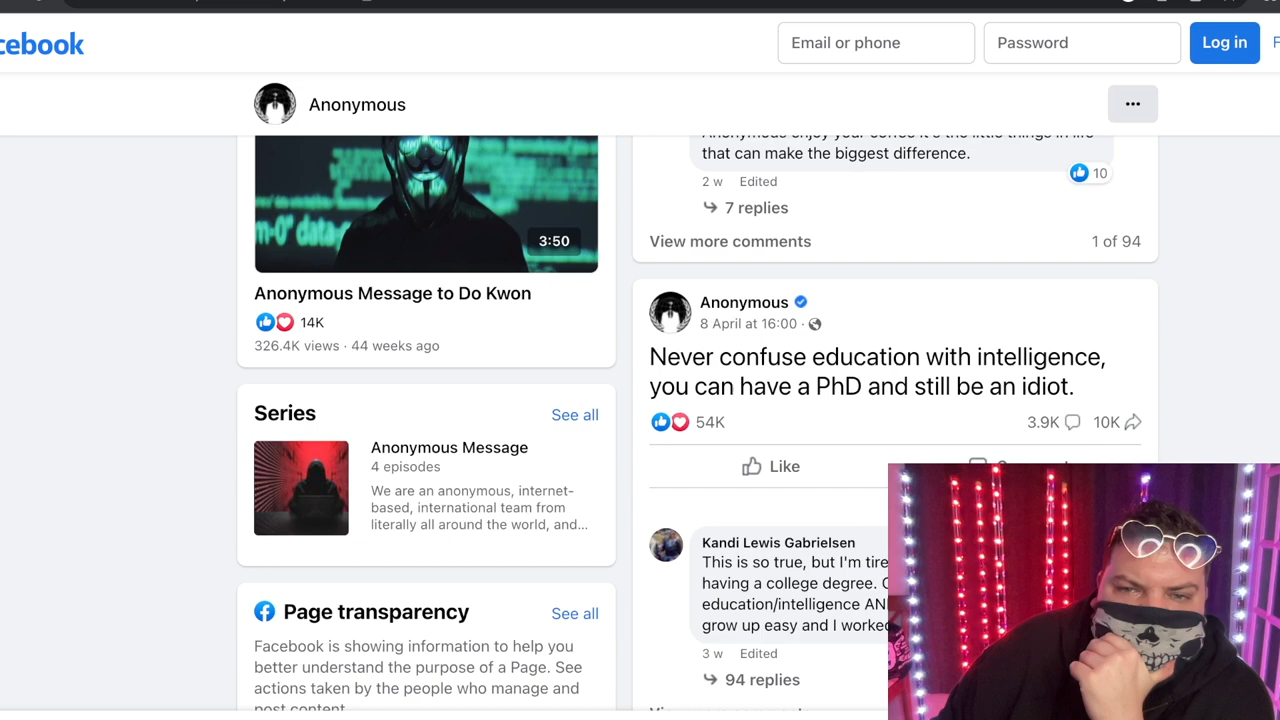 cebook
Email or phone
Password
Log in
F
Anonymous
m-0" data
3:50
Anonymous Message to Do Kwon
14K
326.4K views · 44 weeks ago
Series
See all
Anonymous Message
4 episodes
We are an anonymous, internet-
based, international team from
literally all around the world, and...
Page transparency
See all
Facebook is showing information to help you
better understand the purpose of a Page. See
actions taken by the people who manage and
post content.
Anonymous enjoy your coffee it's the little things in life
that can make the biggest difference.
10
2 w Edited
7 replies
View more comments
1 of 94
Anonymous
8 April at 16:00 ·
Never confuse education with intelligence,
you can have a PhD and still be an idiot.
54K
3.9K
10K
Like
Kandi Lewis Gabrielsen
This is so true, but I'm tire
having a college degree.
education/intelligence AN
grow up easy and I worked
3 w Edited
94 replies